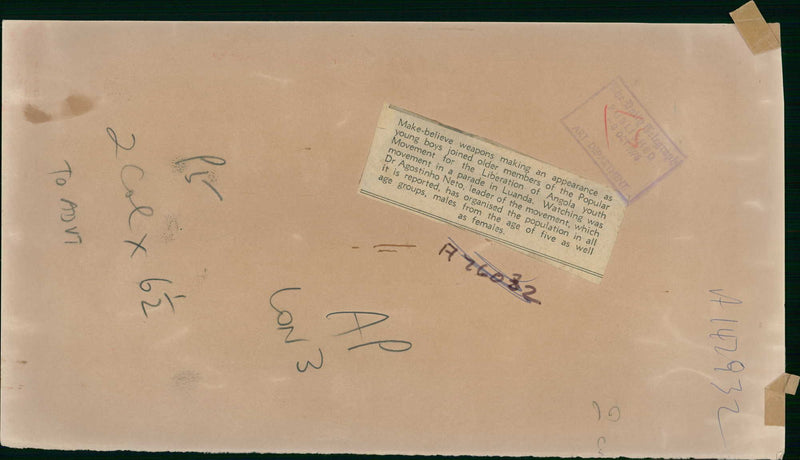 Make-believe weapons making an appearance as
young boys joined older members of the Popular
Movement for the Liberation of Angola youth
movement in a parade in Luanda. Watching was
Dr Agostinho Neto, leader of the movement, which
it is reported, has organised the population in all
age groups, males from the age of five as well
as females.
ART DEPARTMENT
2 Col x 6½
AP
LON 3
A 76032
A142932